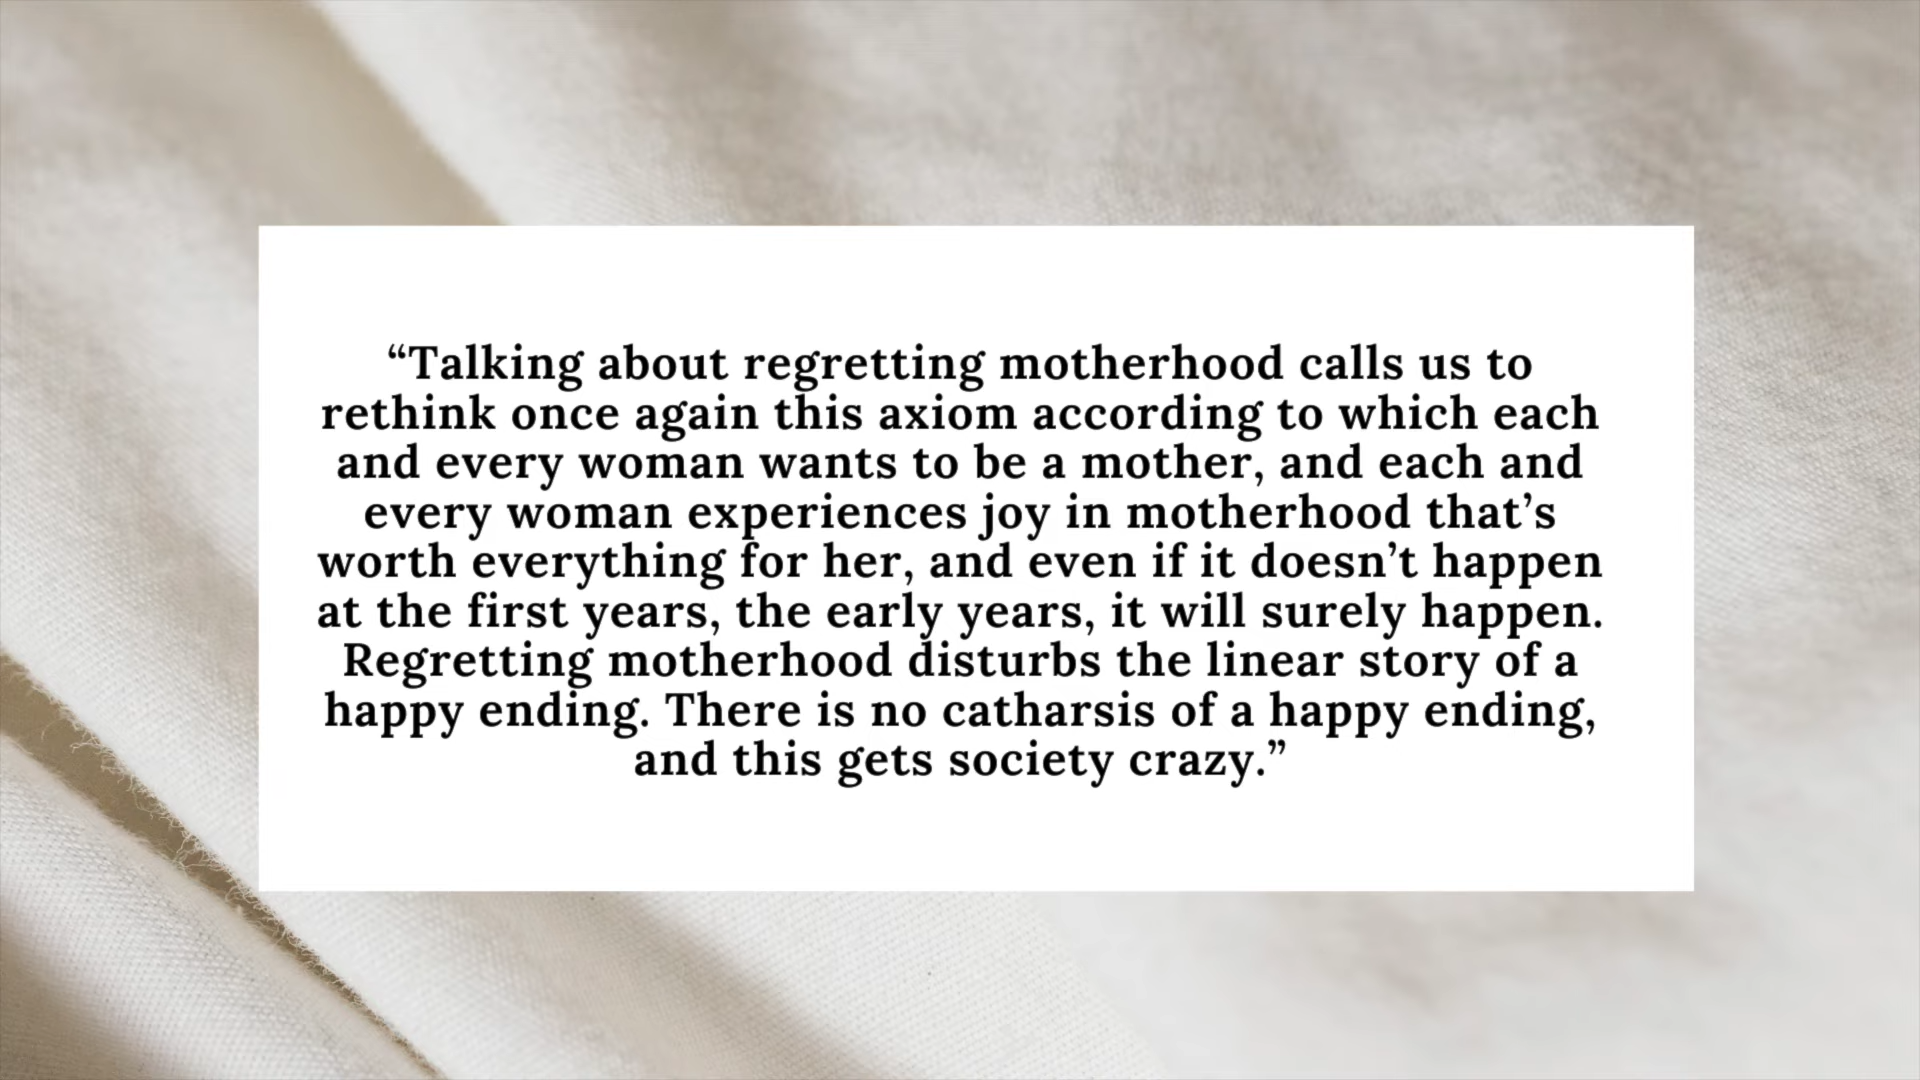 “Talking about regretting motherhood calls us to
rethink once again this axiom according to which each
and every woman wants to be a mother, and each and
every woman experiences joy in motherhood that’s
worth everything for her, and even if it doesn’t happen
at the first years, the early years, it will surely happen.
Regretting motherhood disturbs the linear story of a
happy ending. There is no catharsis of a happy ending,
and this gets society crazy.”